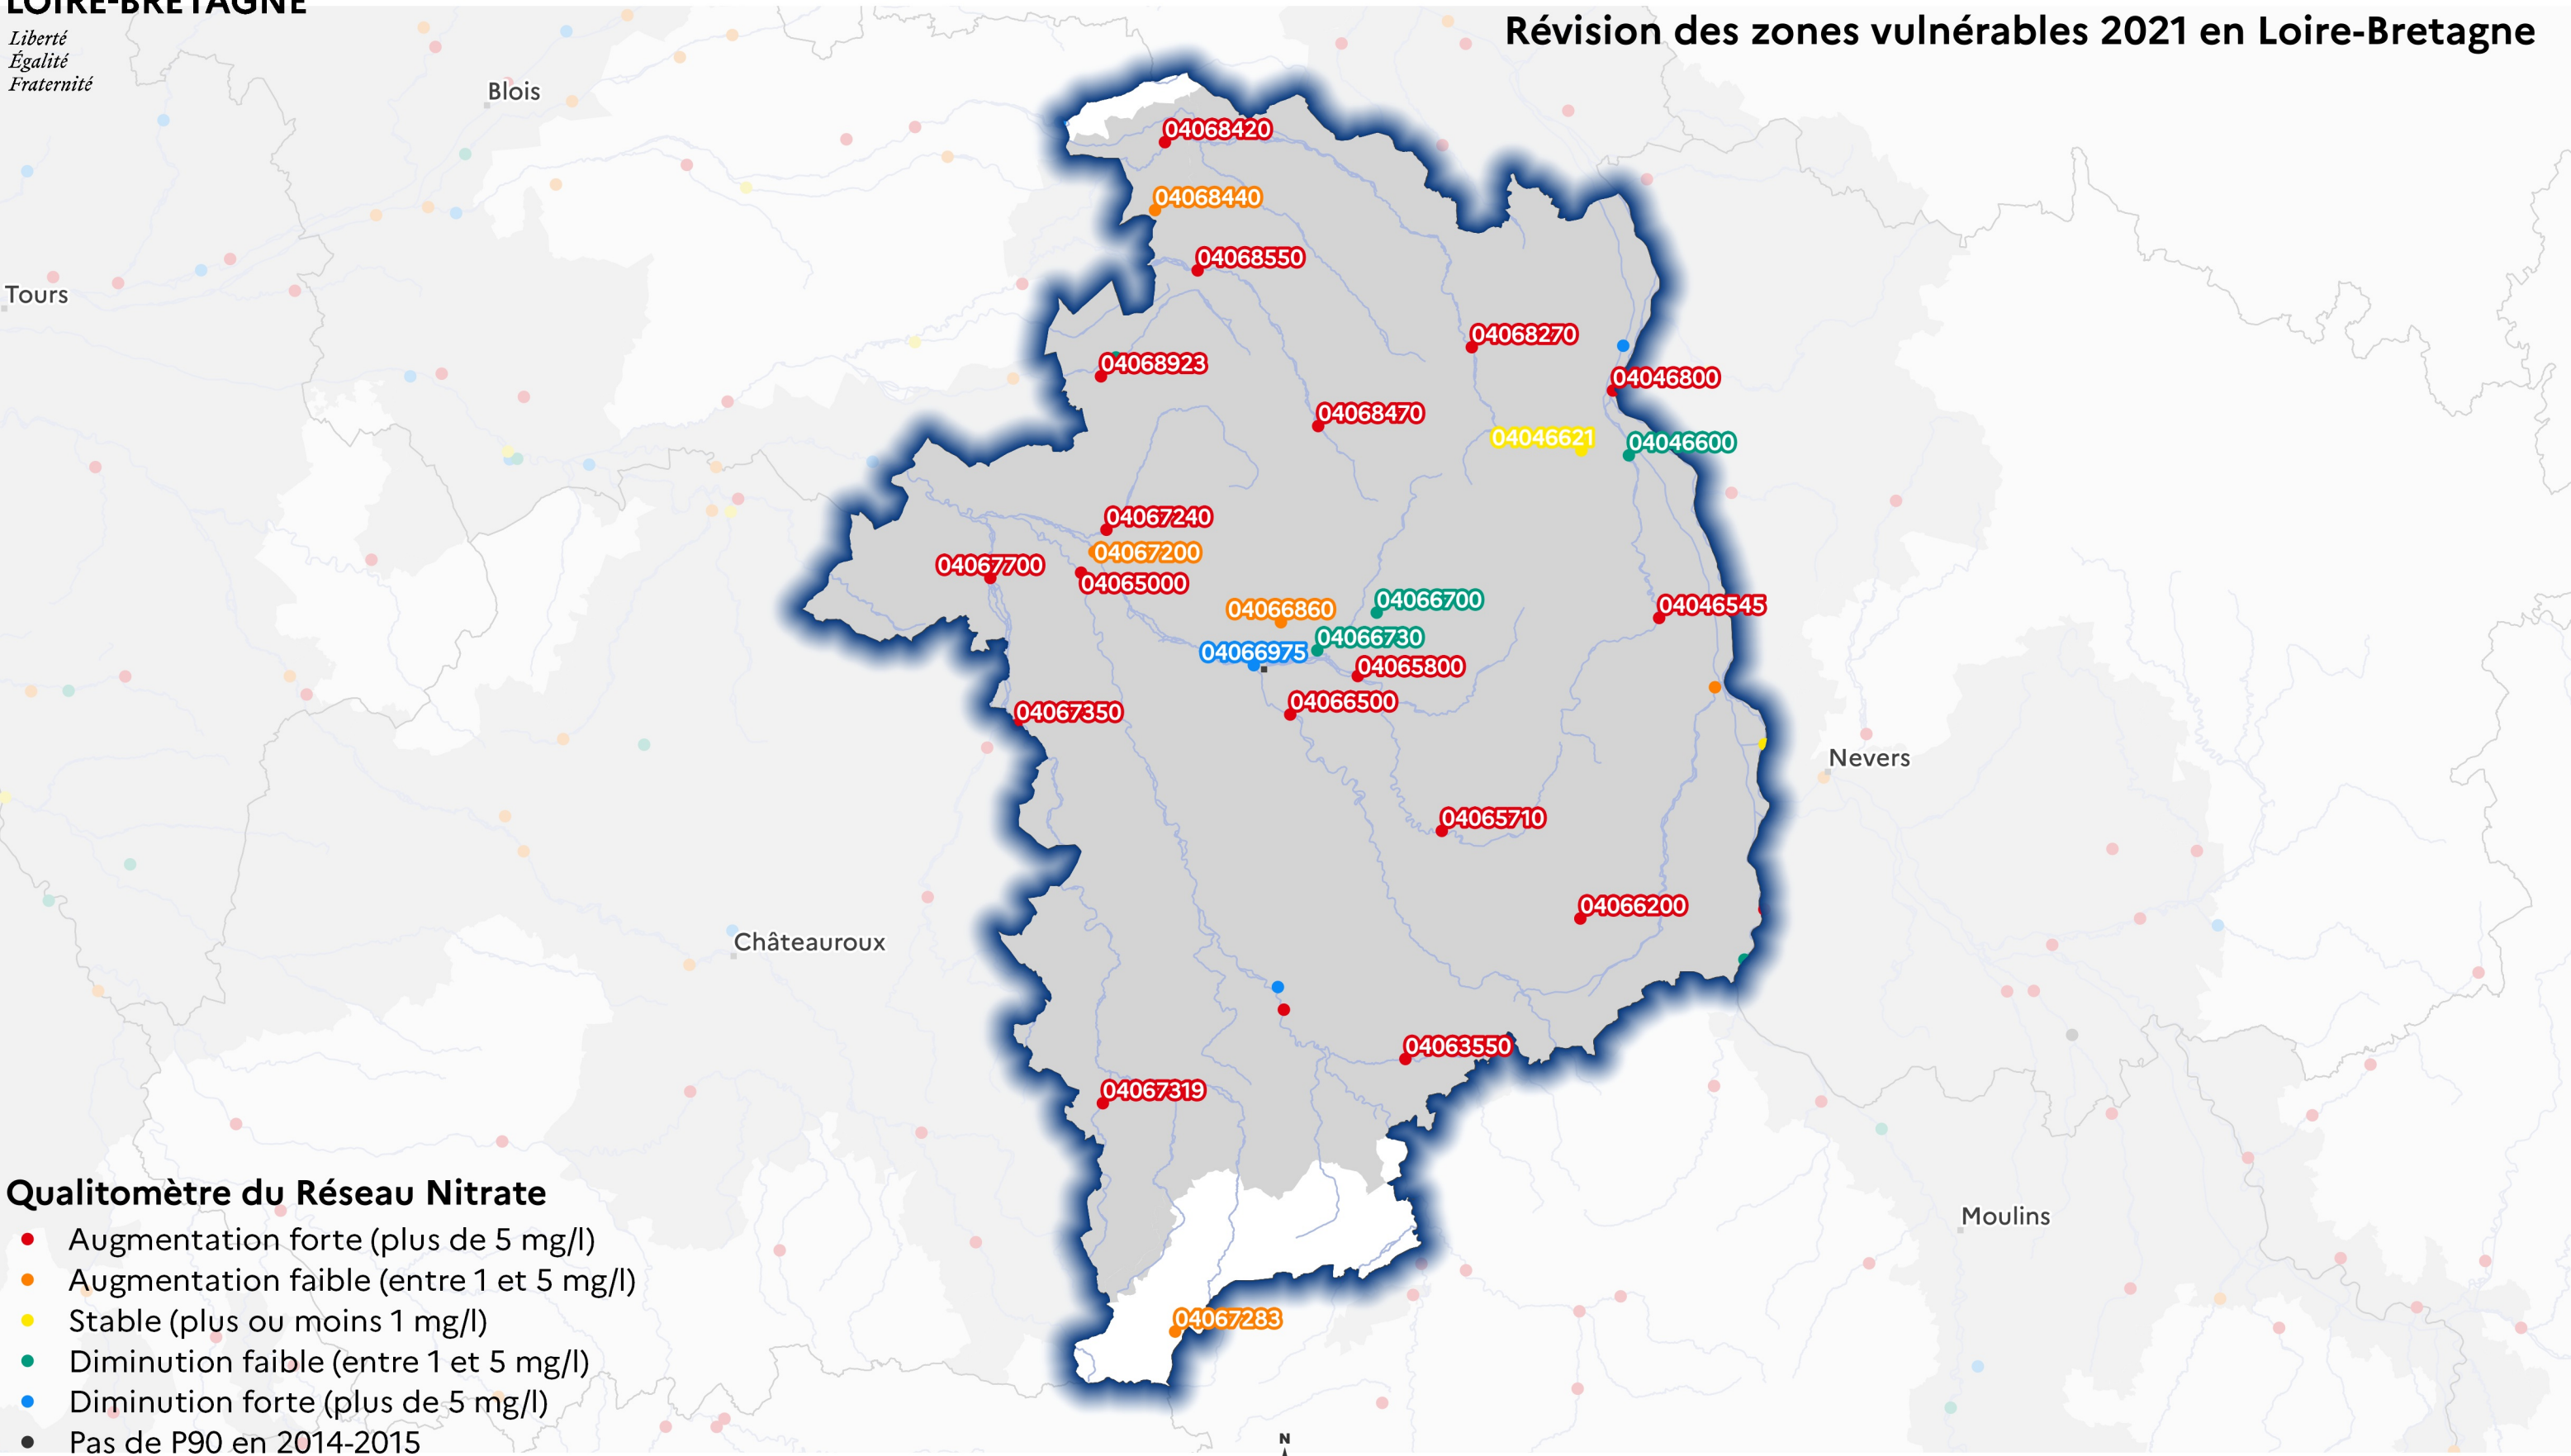 LOIRE-BRETAGNE
Liberté
Égalité
Fraternité
Révision des zones vulnérables 2021 en Loire-Bretagne
Blois
04068420
04068440
04068550
Tours
04068270
04068923
04046800
04068470
04046621
04046600
04067240
04067200
04067700
04065000
04066700
04046545
04066860
04066730
04066975
04065800
04066500
04067350
Nevers
04065710
04066200
Châteauroux
04063550
04067319
Qualitomètre du Réseau Nitrate
Moulins
Augmentation forte (plus de 5 mg/l)
Augmentation faible (entre 1 et 5 mg/l)
04067283
Stable (plus ou moins 1 mg/l)
Diminution faible (entre 1 et 5 mg/l)
Diminution forte (plus de 5 mg/l)
Pas de P90 en 2014-2015
N